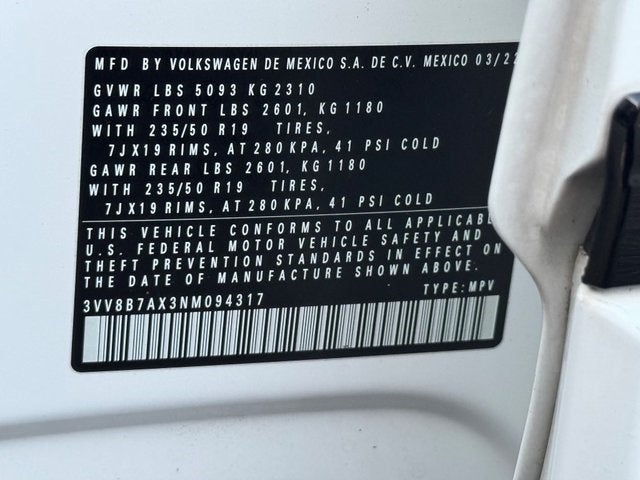 MFD BY VOLKSWAGEN DE MEXICO S.A. DE C.V. MEXICO 03/22
GVWR LBS 5093 KG 2310
GAWR FRONT LBS 2601, KG 1180
WITH 235/50 R19 TIRES,
7JX19 RIMS, AT 280 KPA, 41 PSI COLD
GAWR REAR LBS 2601, KG 1180
WITH 235/50 R19 TIRES,
7JX19 RIMS, AT 280 KPA, 41 PSI COLD
THIS VEHICLE CONFORMS TO ALL APPLICABL
U.S. FEDERAL MOTOR VEHICLE SAFETY AND
THEFT PREVENTION STANDARDS IN EFFECT ON
THE DATE OF MANUFACTURE SHOWN ABOVE.
3VV8B7AX3NM094317 TYPE: MPV